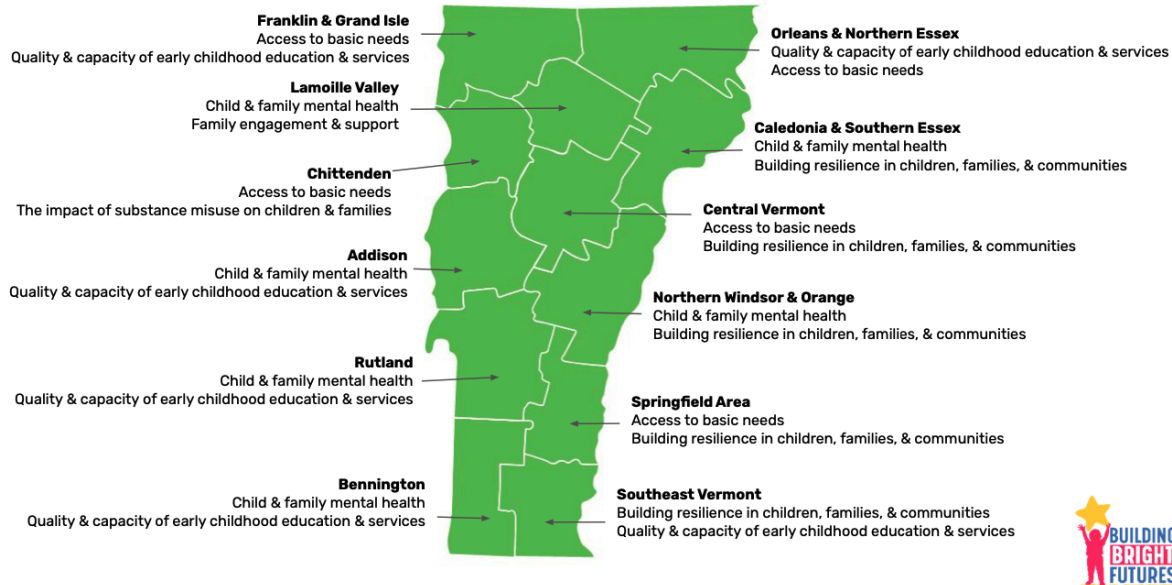 Franklin & Grand Isle
Access to basic needs
Quality & capacity of early childhood education & services
Lamoille Valley
Child & family mental health
Family engagement & support
Chittenden
Access to basic needs
The impact of substance misuse on children & families
Addison
Child & family mental health
Quality & capacity of early childhood education & services
Rutland
Child & family mental health
Quality & capacity of early childhood education & services
Bennington
Child & family mental health
Quality & capacity of early childhood education & services
Orleans & Northern Essex
Quality & capacity of early childhood education & services
Access to basic needs
Caledonia & Southern Essex
Child & family mental health
Building resilience in children, families, & communities
Central Vermont
Access to basic needs
Building resilience in children, families, & communities
Northern Windsor & Orange
Child & family mental health
Building resilience in children, families, & communities
Springfield Area
Access to basic needs
Building resilience in children, families, & communities
Southeast Vermont
Building resilience in children, families, & communities
Quality & capacity of early childhood education & services
BUILDING
BRIGHT
FUTURES